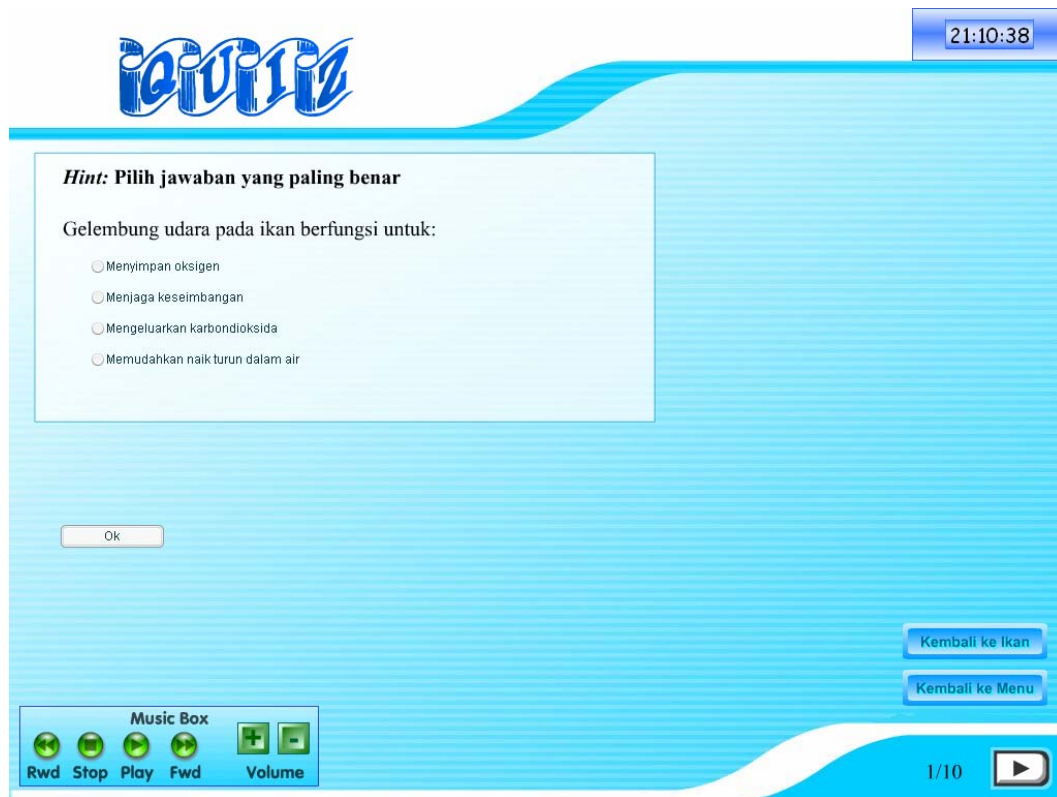 iQUIZ
21:10:38
Hint: Pilih jawaban yang paling benar
Gelembung udara pada ikan berfungsi untuk:
Menyimpan oksigen
Menjaga keseimbangan
Mengeluarkan karbondioksida
Memudahkan naik turun dalam air
Ok
Kembali ke Ikan
Kembali ke Menu
Music Box
+ -
Rwd Stop Play Fwd Volume
1/10